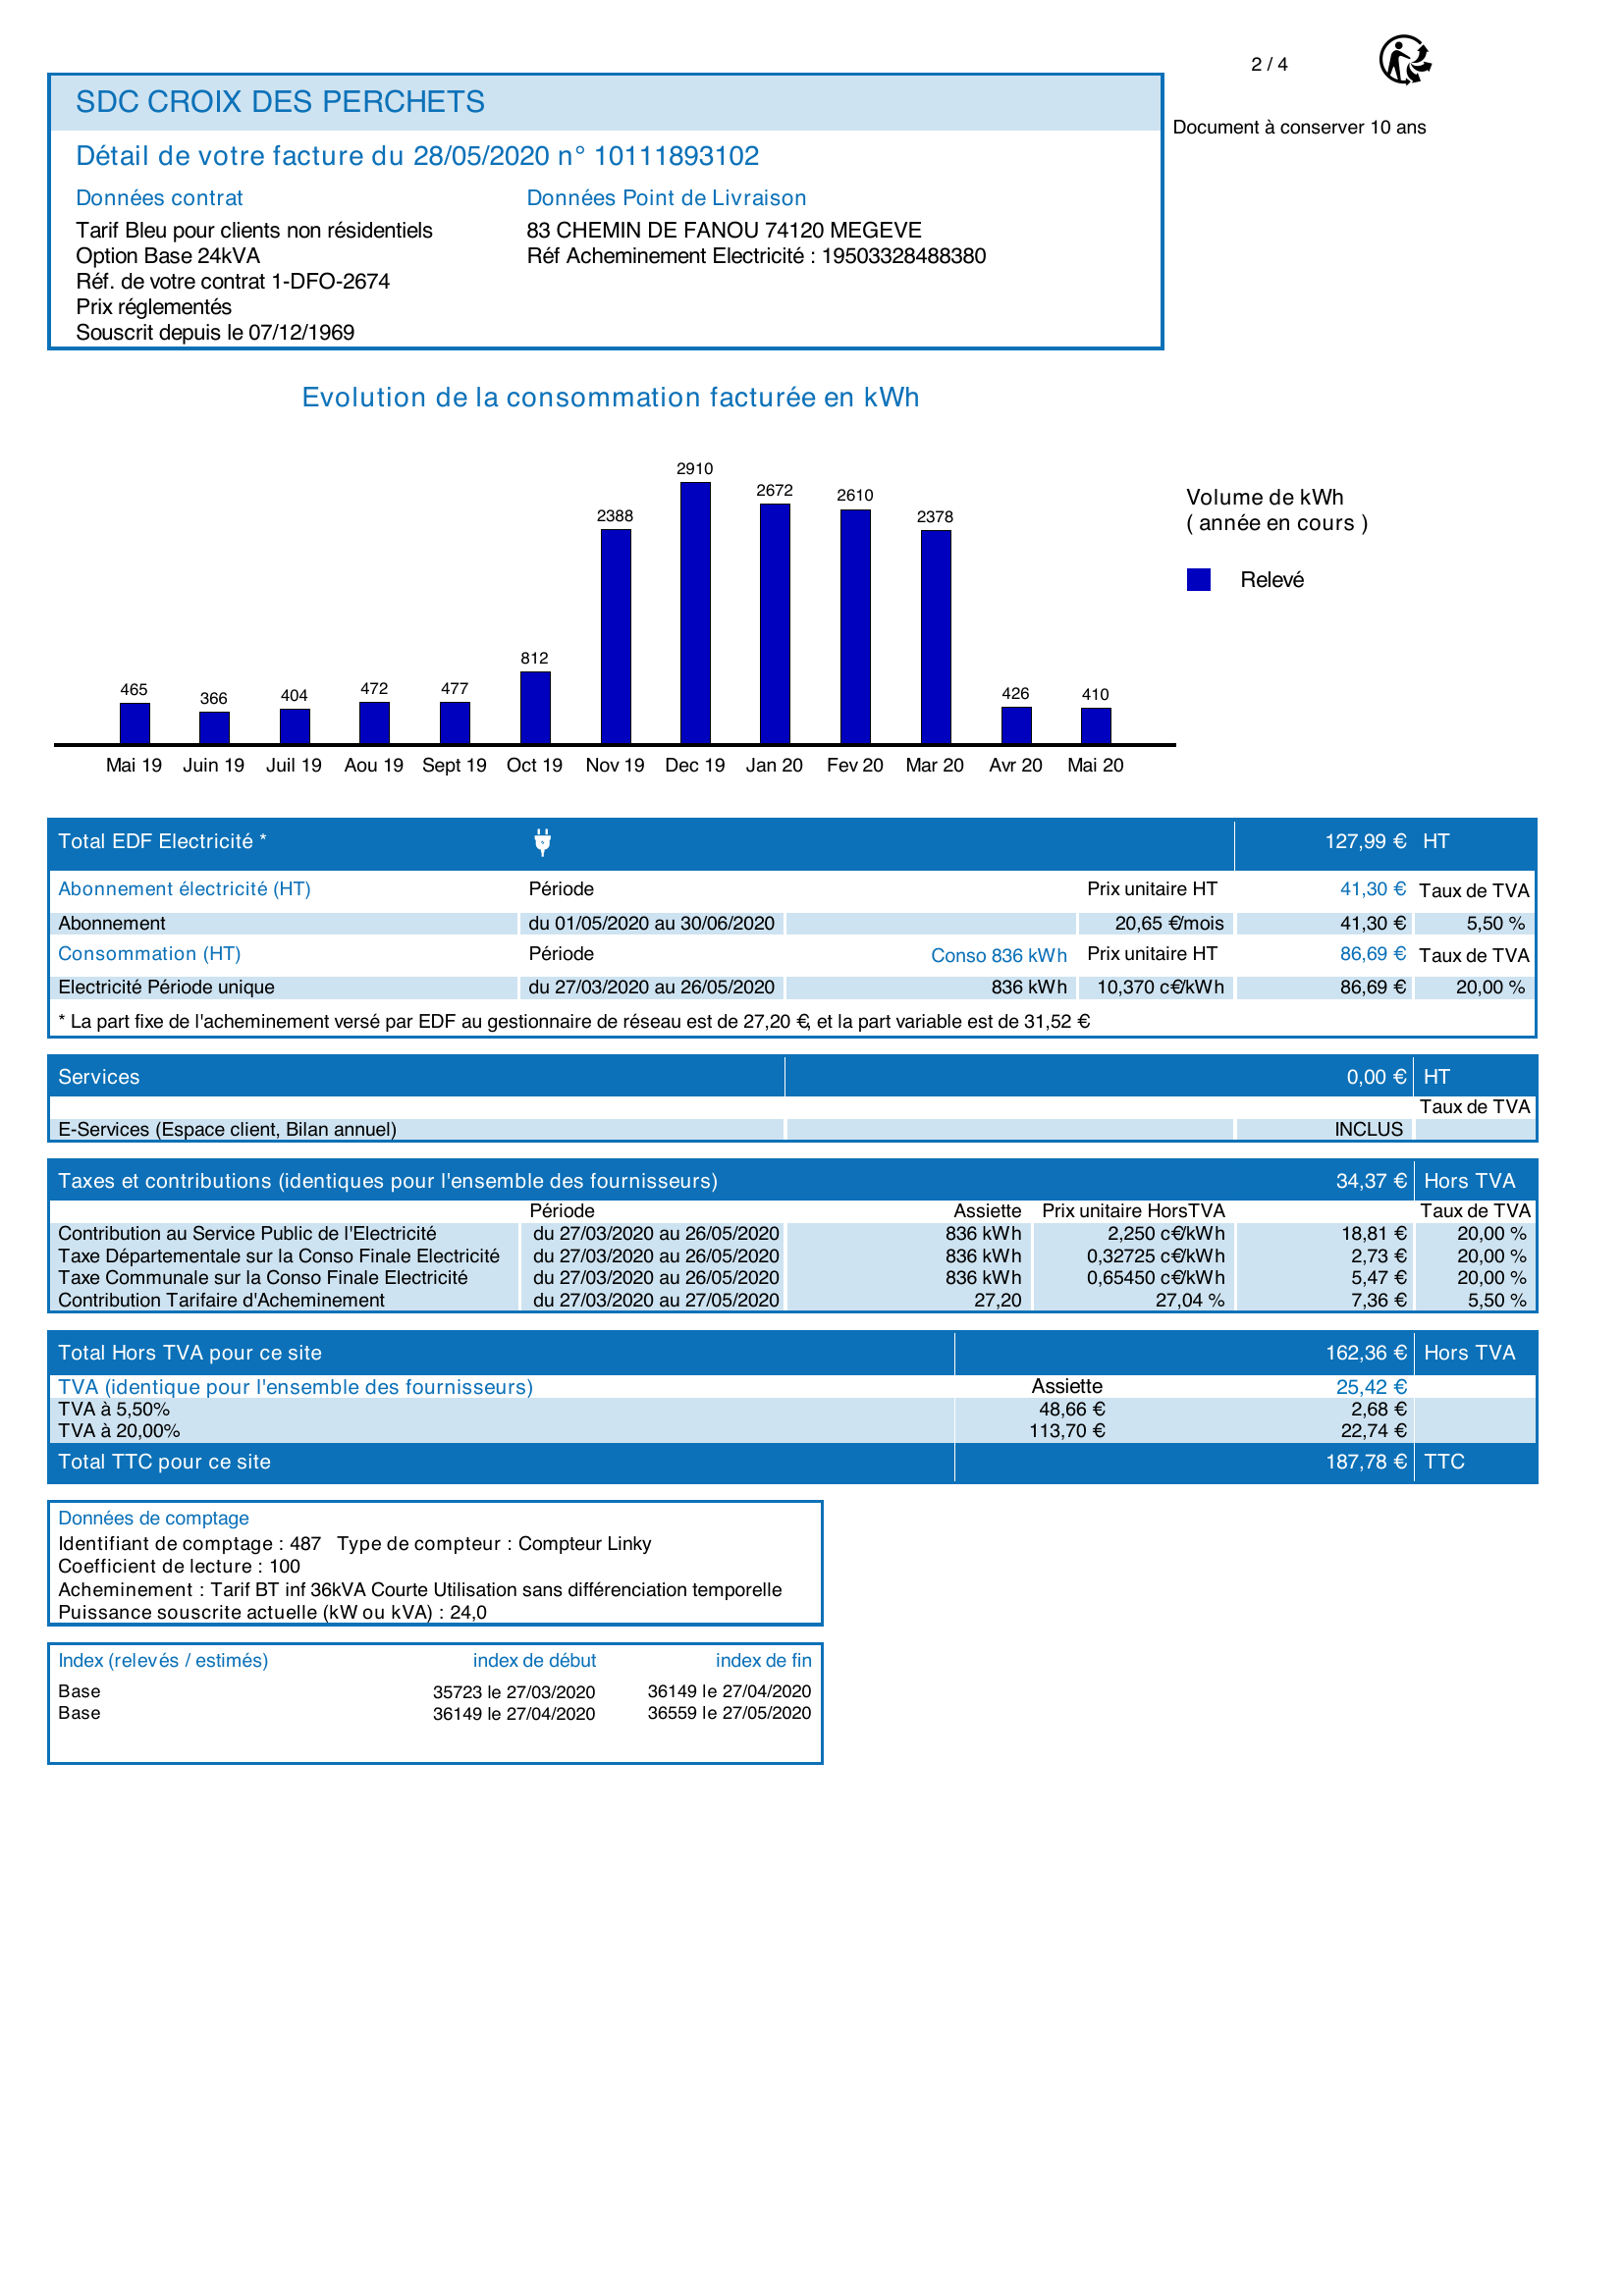 2 / 4
SDC CROIX DES PERCHETS
Document à conserver 10 ans
Détail de votre facture du 28/05/2020 n° 10111893102
Données contrat Données Point de Livraison
Tarif Bleu pour clients non résidentiels 83 CHEMIN DE FANOU 74120 MEGEVE
Option Base 24kVA Réf Acheminement Electricité : 19503328488380
Réf. de votre contrat 1-DFO-2674
Prix réglementés
Souscrit depuis le 07/12/1969
Evolution de la consommation facturée en kWh
465 366 404 472 477 812 2388 2910 2672 2610 2378 426 410
Volume de kWh
( année en cours )
Relevé
Mai 19 Juin 19 Juil 19 Aou 19 Sept 19 Oct 19 Nov 19 Dec 19 Jan 20 Fev 20 Mar 20 Avr 20 Mai 20
Total EDF Electricité * 127,99 € HT
Abonnement électricité (HT) Période Prix unitaire HT 41,30 € Taux de TVA
Abonnement du 01/05/2020 au 30/06/2020 20,65 €/mois 41,30 € 5,50 %
Consommation (HT) Période Conso 836 kWh Prix unitaire HT 86,69 € Taux de TVA
Electricité Période unique du 27/03/2020 au 26/05/2020 836 kWh 10,370 c€/kWh 86,69 € 20,00 %
* La part fixe de l'acheminement versé par EDF au gestionnaire de réseau est de 27,20 €, et la part variable est de 31,52 €
Services 0,00 € HT
Taux de TVA
E-Services (Espace client, Bilan annuel) INCLUS
Taxes et contributions (identiques pour l'ensemble des fournisseurs) 34,37 € Hors TVA
Période Assiette Prix unitaire HorsTVA Taux de TVA
Contribution au Service Public de l'Electricité du 27/03/2020 au 26/05/2020 836 kWh 2,250 c€/kWh 18,81 € 20,00 %
Taxe Départementale sur la Conso Finale Electricité du 27/03/2020 au 26/05/2020 836 kWh 0,32725 c€/kWh 2,73 € 20,00 %
Taxe Communale sur la Conso Finale Electricité du 27/03/2020 au 26/05/2020 836 kWh 0,65450 c€/kWh 5,47 € 20,00 %
Contribution Tarifaire d'Acheminement du 27/03/2020 au 27/05/2020 27,20 27,04 % 7,36 € 5,50 %
Total Hors TVA pour ce site 162,36 € Hors TVA
TVA (identique pour l'ensemble des fournisseurs) Assiette 25,42 €
TVA à 5,50% 48,66 € 2,68 €
TVA à 20,00% 113,70 € 22,74 €
Total TTC pour ce site 187,78 € TTC
Données de comptage
Identifiant de comptage : 487 Type de compteur : Compteur Linky
Coefficient de lecture : 100
Acheminement : Tarif BT inf 36kVA Courte Utilisation sans différenciation temporelle
Puissance souscrite actuelle (kW ou kVA) : 24,0
Index (relevés / estimés) index de début index de fin
Base 35723 le 27/03/2020 36149 le 27/04/2020
Base 36149 le 27/04/2020 36559 le 27/05/2020